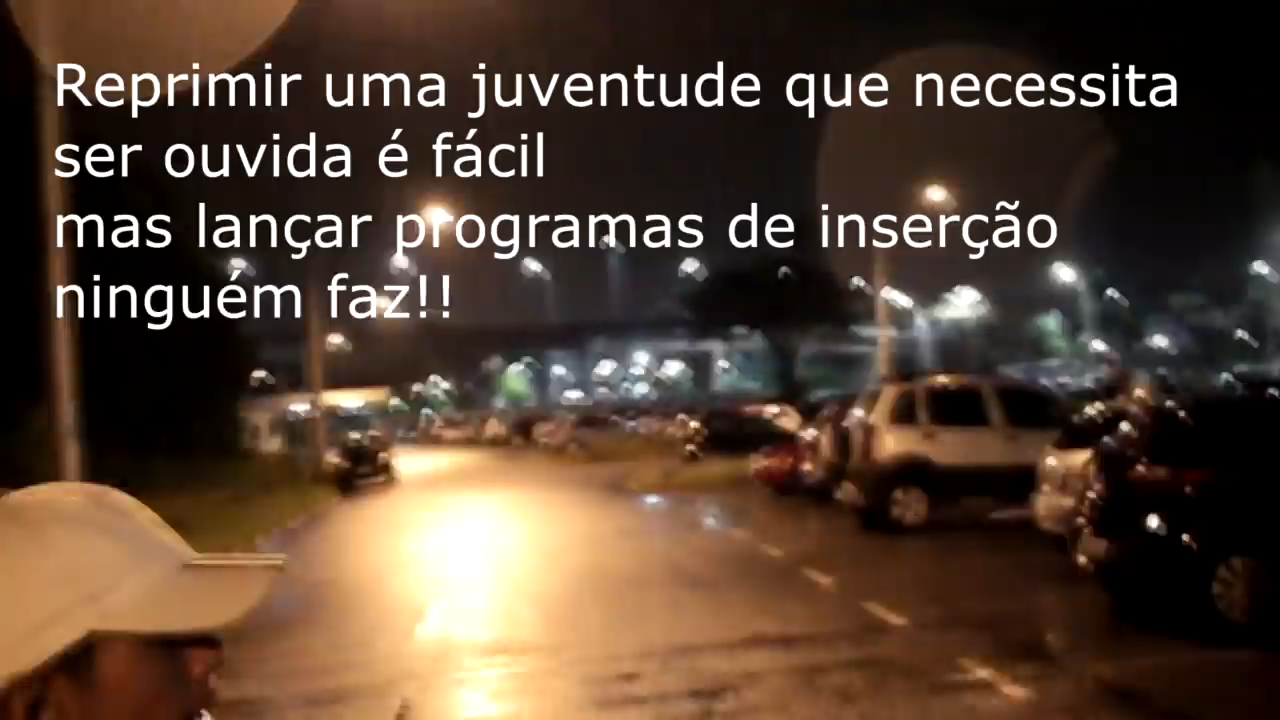 Reprimir uma juventude que necessita
ser ouvida é fácil
mas lançar programas de inserção
ninguém faz!!